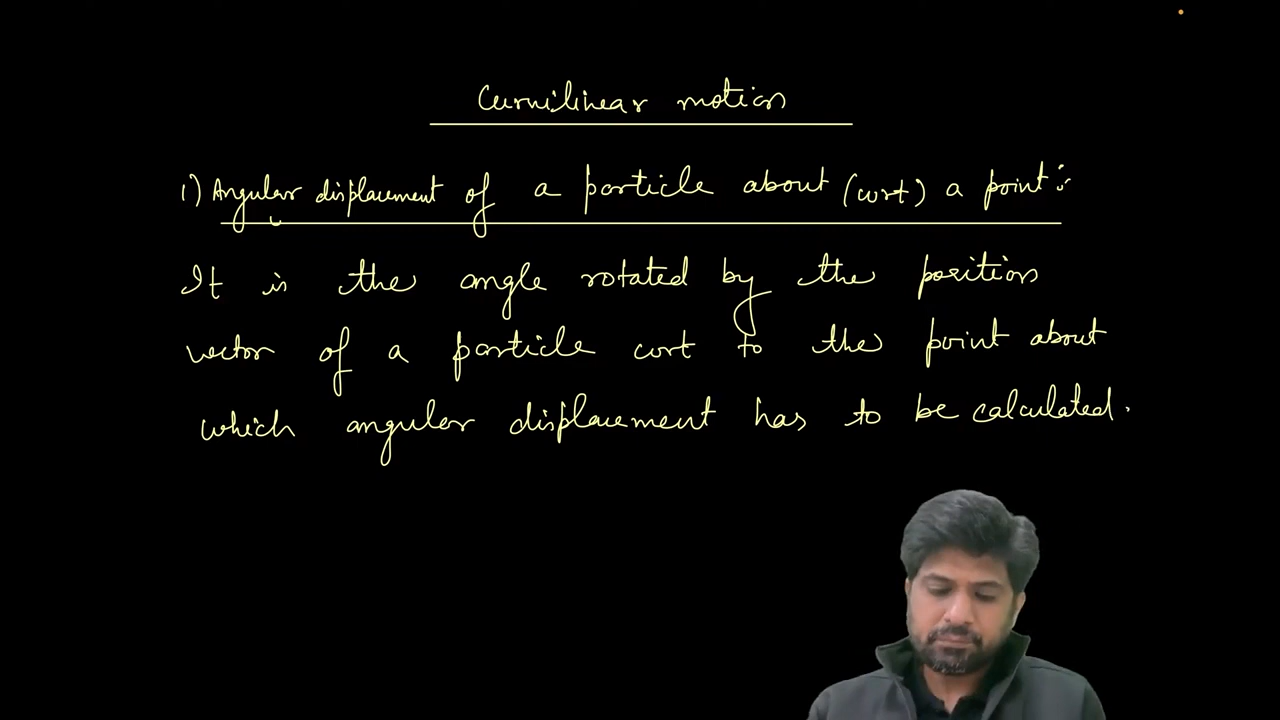 Curvilinear motion
1) Angular displacement of a particle about (wrt) a point :
It is the angle rotated by the position
vector of a particle wrt to the point about
which angular displacement has to be calculated.